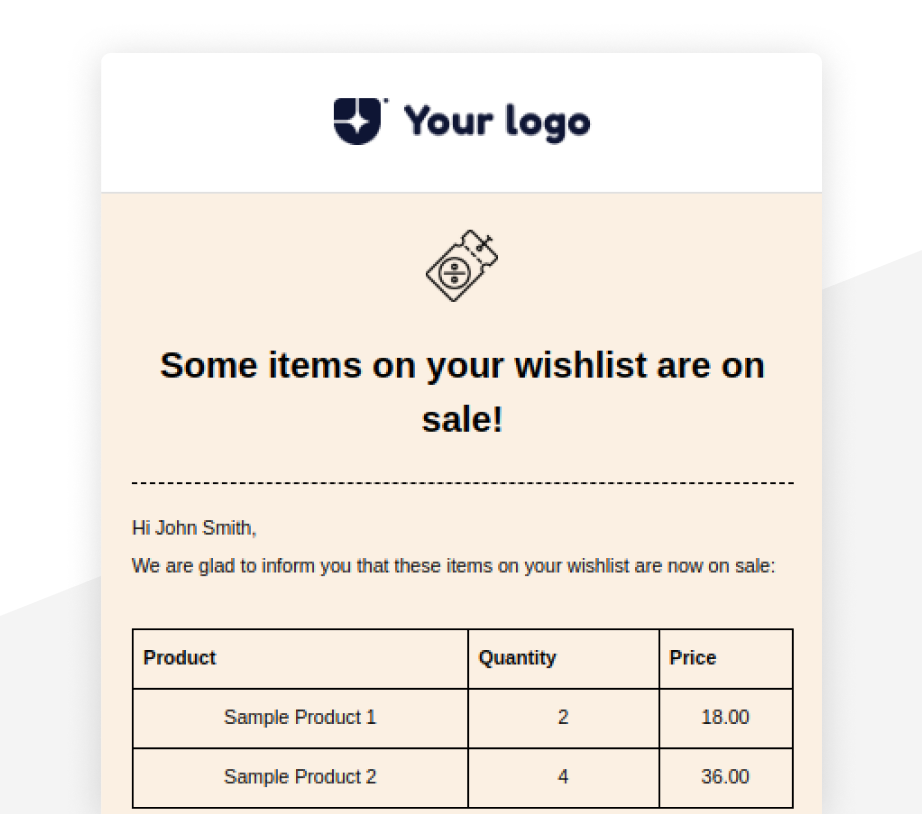 Your logo
Some items on your wishlist are on
sale!
Hi John Smith,
We are glad to inform you that these items on your wishlist are now on sale:
Product Quantity Price
Sample Product 1 2 18.00
Sample Product 2 4 36.00